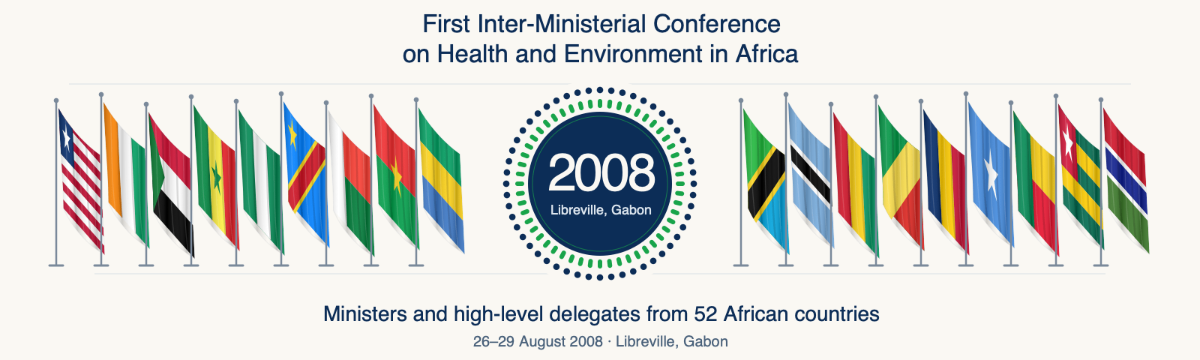 First Inter-Ministerial Conference
on Health and Environment in Africa
2008
Libreville, Gabon
Ministers and high-level delegates from 52 African countries
26–29 August 2008 · Libreville, Gabon